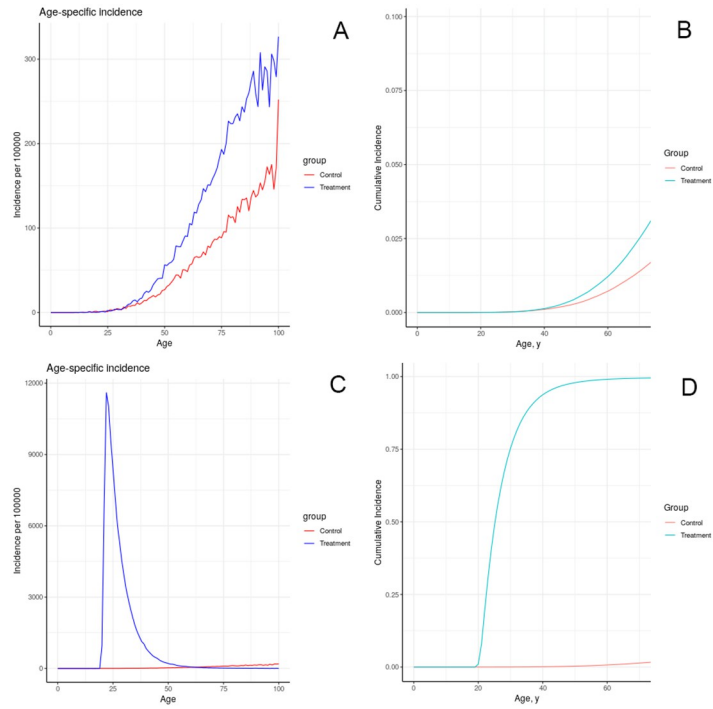 Age-specific incidence
A
Incidence per 100000
300
200
100
0
0 25 50 75 100
Age
group
Control
Treatment
B
Cumulative Incidence
0.100
0.075
0.050
0.025
0.000
0 20 40 60
Age, y
Group
Control
Treatment
Age-specific incidence
C
Incidence per 100000
12000
9000
6000
3000
0
0 25 50 75 100
Age
group
Control
Treatment
D
Cumulative Incidence
1.00
0.75
0.50
0.25
0.00
0 20 40 60
Age, y
Group
Control
Treatment